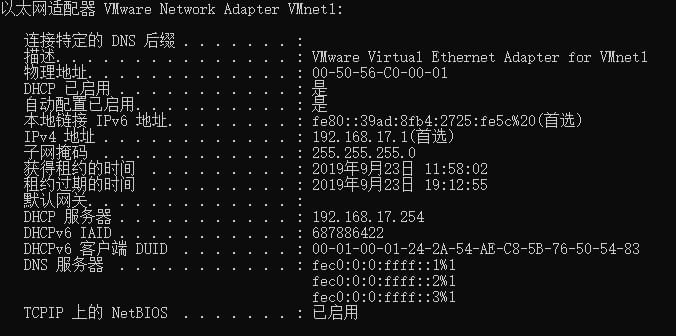 以太网适配器 VMware Network Adapter VMnet1:
连接特定的 DNS 后缀 . . . . . . . :
描述. . . . . . . . . . . . . . . : VMware Virtual Ethernet Adapter for VMnet1
物理地址. . . . . . . . . . . . . : 00-50-56-C0-00-01
DHCP 已启用 . . . . . . . . . . . : 是
自动配置已启用. . . . . . . . . . : 是
本地链接 IPv6 地址. . . . . . . . : fe80::39ad:8fb4:2725:fe5c%20(首选)
IPv4 地址 . . . . . . . . . . . . : 192.168.17.1(首选)
子网掩码 . . . . . . . . . . . . : 255.255.255.0
获得租约的时间 . . . . . . . . . : 2019年9月23日 11:58:02
租约过期的时间 . . . . . . . . . : 2019年9月23日 19:12:55
默认网关. . . . . . . . . . . . . :
DHCP 服务器 . . . . . . . . . . . : 192.168.17.254
DHCPv6 IAID . . . . . . . . . . . : 687886422
DHCPv6 客户端 DUID . . . . . . . : 00-01-00-01-24-2A-54-AE-C8-5B-76-50-54-83
DNS 服务器 . . . . . . . . . . . : fec0:0:0:ffff::1%1
fec0:0:0:ffff::2%1
fec0:0:0:ffff::3%1
TCPIP 上的 NetBIOS . . . . . . . : 已启用